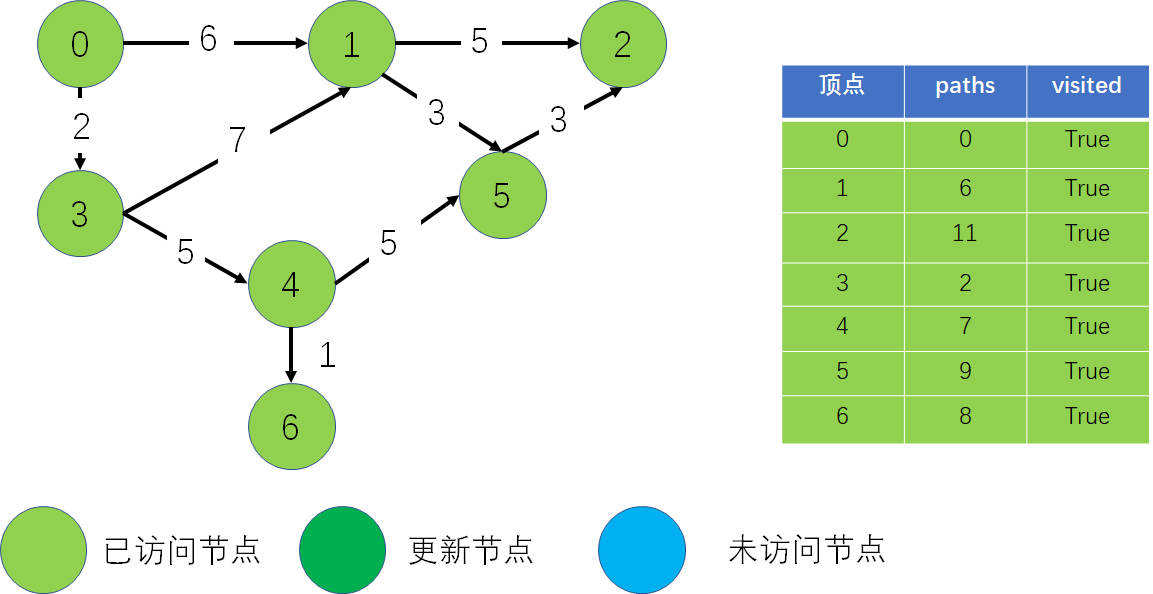 0 6 1 5 2
2 7 3 3
3 5 4 5 5
1
6
顶点 paths visited
0 0 True
1 6 True
2 11 True
3 2 True
4 7 True
5 9 True
6 8 True
已访问节点 更新节点 未访问节点